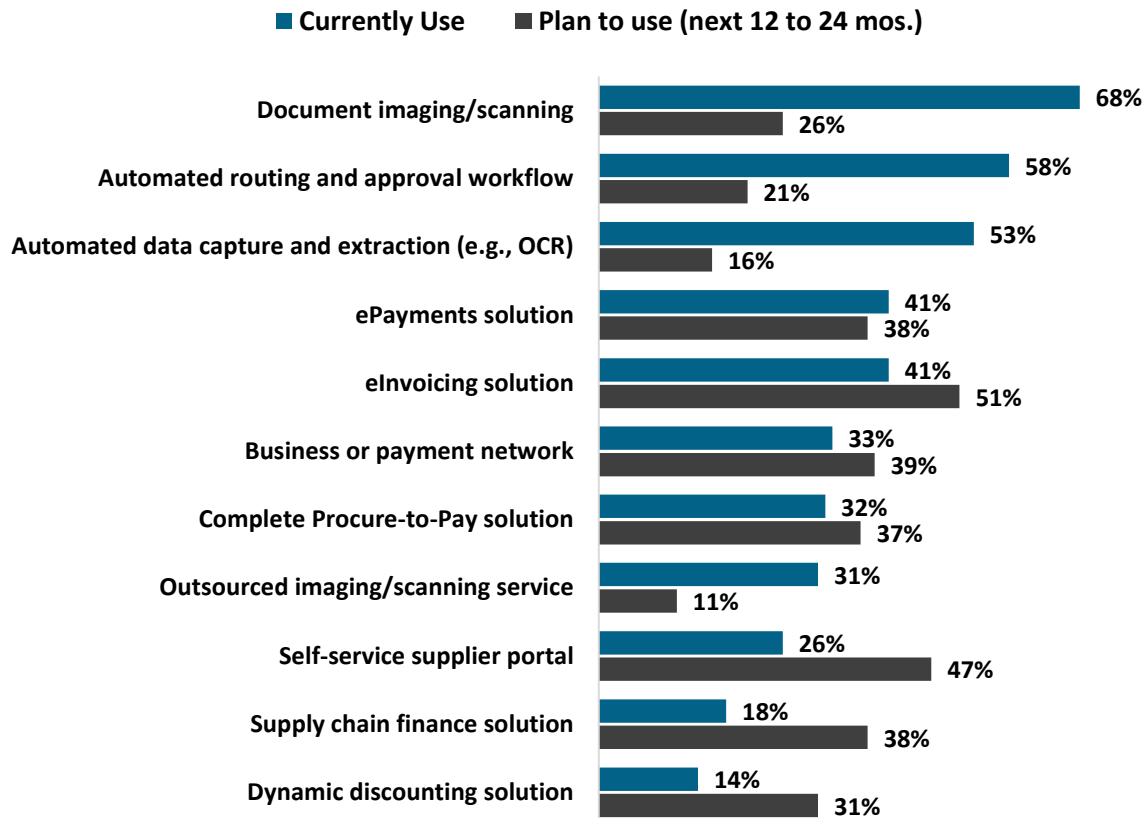 Currently Use Plan to use (next 12 to 24 mos.)
Document imaging/scanning 68%
26%
Automated routing and approval workflow 58%
21%
Automated data capture and extraction (e.g., OCR) 53%
16%
ePayments solution 41%
38%
eInvoicing solution 41%
51%
Business or payment network 33%
39%
Complete Procure-to-Pay solution 32%
37%
Outsourced imaging/scanning service 31%
11%
Self-service supplier portal 26%
47%
Supply chain finance solution 18%
38%
Dynamic discounting solution 14%
31%